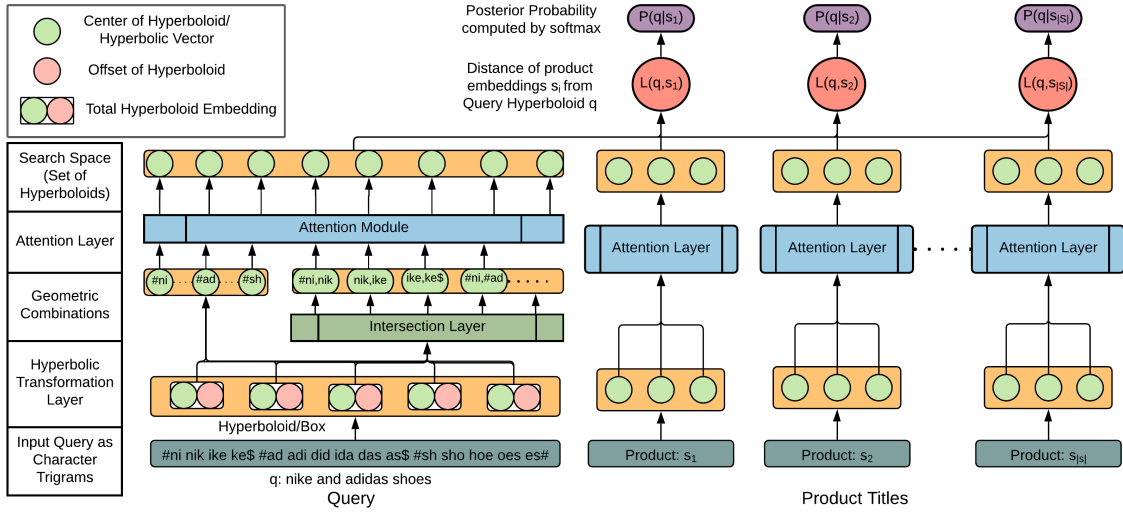 Center of Hyperboloid/
Hyperbolic Vector
Offset of Hyperboloid
Total Hyperboloid Embedding
Posterior Probability
computed by softmax
P(q|s1)
P(q|s2)
P(q|s|S|)
Distance of product
embeddings si from
Query Hyperboloid q
L(q,s1)
L(q,s2)
L(q,s|S|)
Search Space
(Set of
Hyperboloids)
Attention Layer
Attention Module
Attention Layer
Attention Layer
Attention Layer
Geometric
Combinations
#ni
#ad
#sh
#ni,nik
nik,ike
ike,ke$
#ni,#ad
Intersection Layer
Hyperbolic
Transformation
Layer
Hyperboloid/Box
Input Query as
Character
Trigrams
#ni nik ike ke$ #ad adi did ida das as$ #sh sho hoe oes es#
Product: s1
Product: s2
Product: s|s|
q: nike and adidas shoes
Query
Product Titles